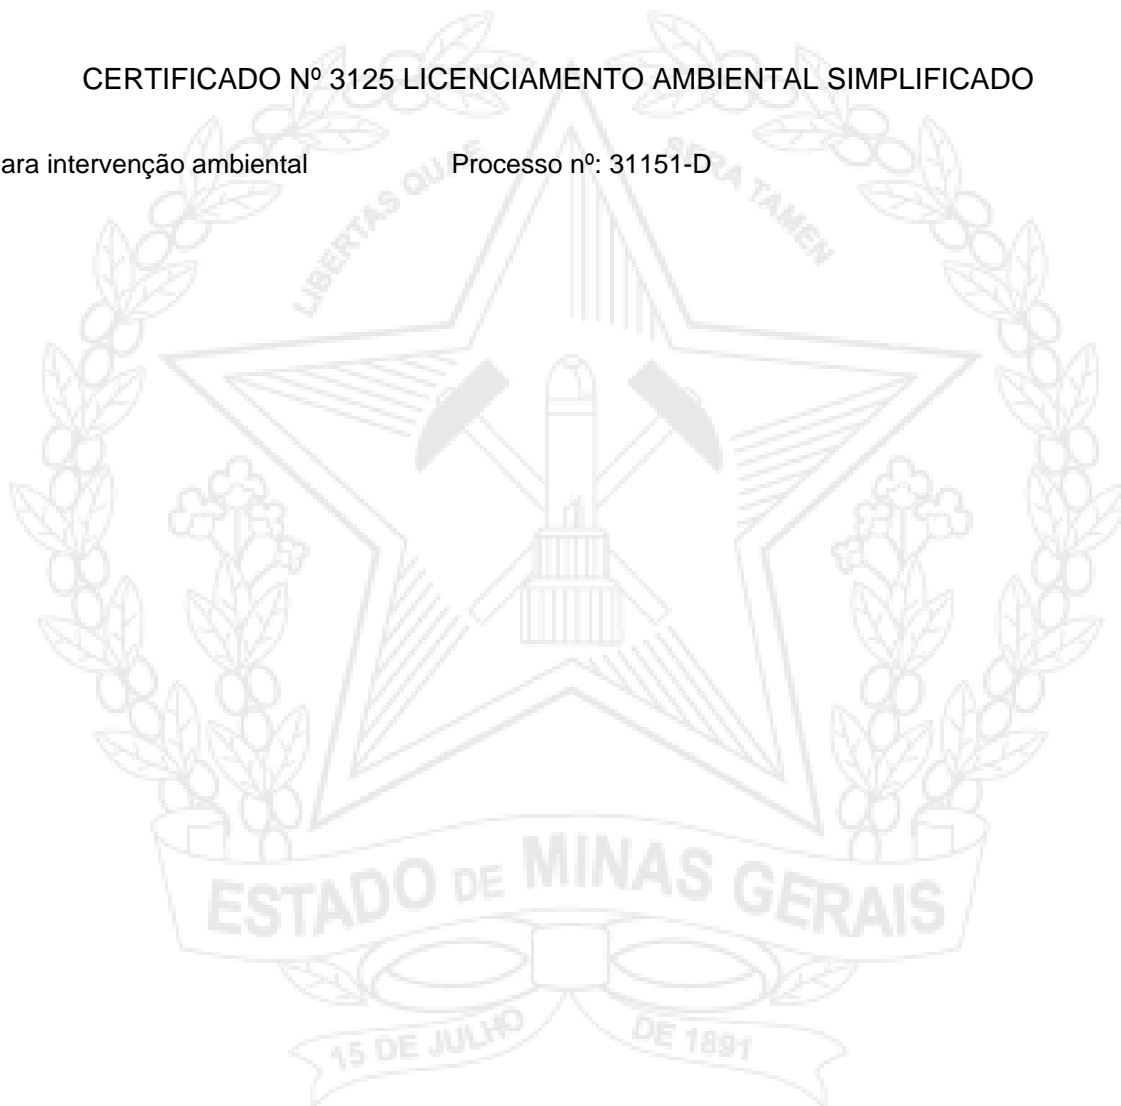 CERTIFICADO Nº 3125 LICENCIAMENTO AMBIENTAL SIMPLIFICADO
ara intervenção ambiental Processo nº: 31151-D
LIBERTAS QUÆ SERA TAMEN
ESTADO DE MINAS GERAIS
15 DE JULHO DE 1891